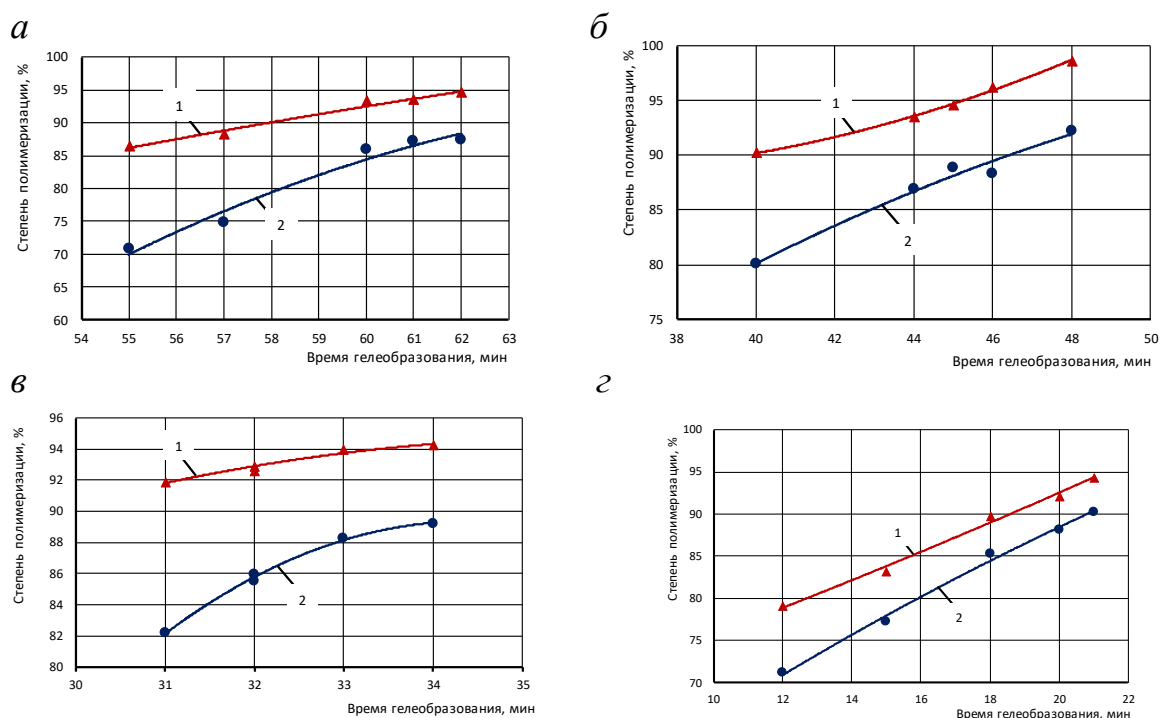 а
Степень полимеризации, %
100
95
90
85
80
75
70
65
60
1
2
54 55 56 57 58 59 60 61 62 63
Время гелеобразования, мин
б
Степень полимеризации, %
100
95
90
85
80
75
1
2
38 40 42 44 46 48 50
Время гелеобразования, мин
в
Степень полимеризации, %
96
94
92
90
88
86
84
82
80
1
2
30 31 32 33 34 35
Время гелеобразования, мин
г
Степень полимеризации, %
100
95
90
85
80
75
70
1
2
10 12 14 16 18 20 22
Время гелеобразования, мин